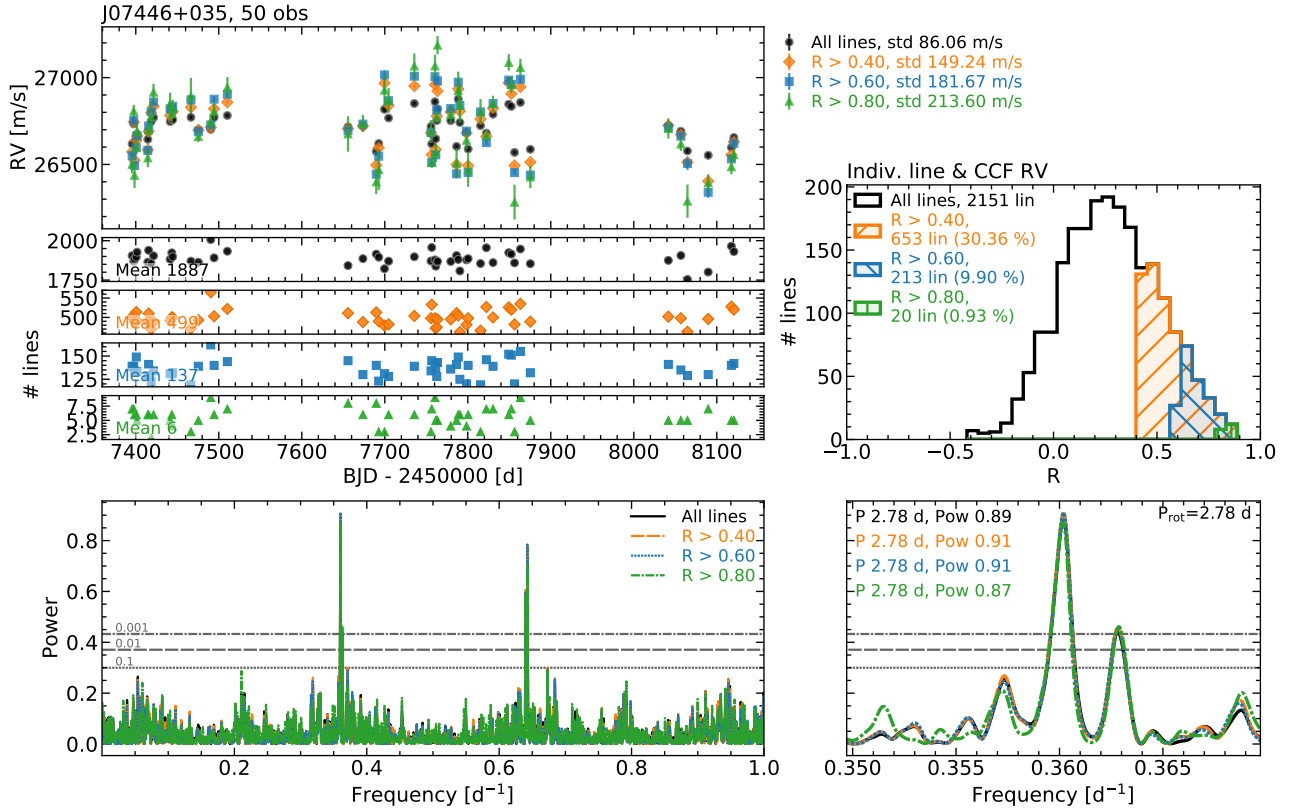 J07446+035, 50 obs
27000
26500
RV [m/s]
All lines, std 86.06 m/s
R > 0.40, std 149.24 m/s
R > 0.60, std 181.67 m/s
R > 0.80, std 213.60 m/s
2000
1750
Mean 1887
550
500
Mean 499
150
125
Mean 137
7.5
5.0
2.5
Mean 6
# lines
7400 7500 7600 7700 7800 7900 8000 8100
BJD - 2450000 [d]
Indiv. line & CCF RV
200
150
100
50
0
# lines
All lines, 2151 lin
R > 0.40,
653 lin (30.36 %)
R > 0.60,
213 lin (9.90 %)
R > 0.80,
20 lin (0.93 %)
−1.0 −0.5 0.0 0.5 1.0
R
0.8
0.6
0.4
0.2
0.0
Power
0.001
0.01
0.1
All lines
R > 0.40
R > 0.60
R > 0.80
0.2 0.4 0.6 0.8 1.0
Frequency [d−1]
P 2.78 d, Pow 0.89
P 2.78 d, Pow 0.91
P 2.78 d, Pow 0.91
P 2.78 d, Pow 0.87
Prot=2.78 d
0.350 0.355 0.360 0.365
Frequency [d−1]